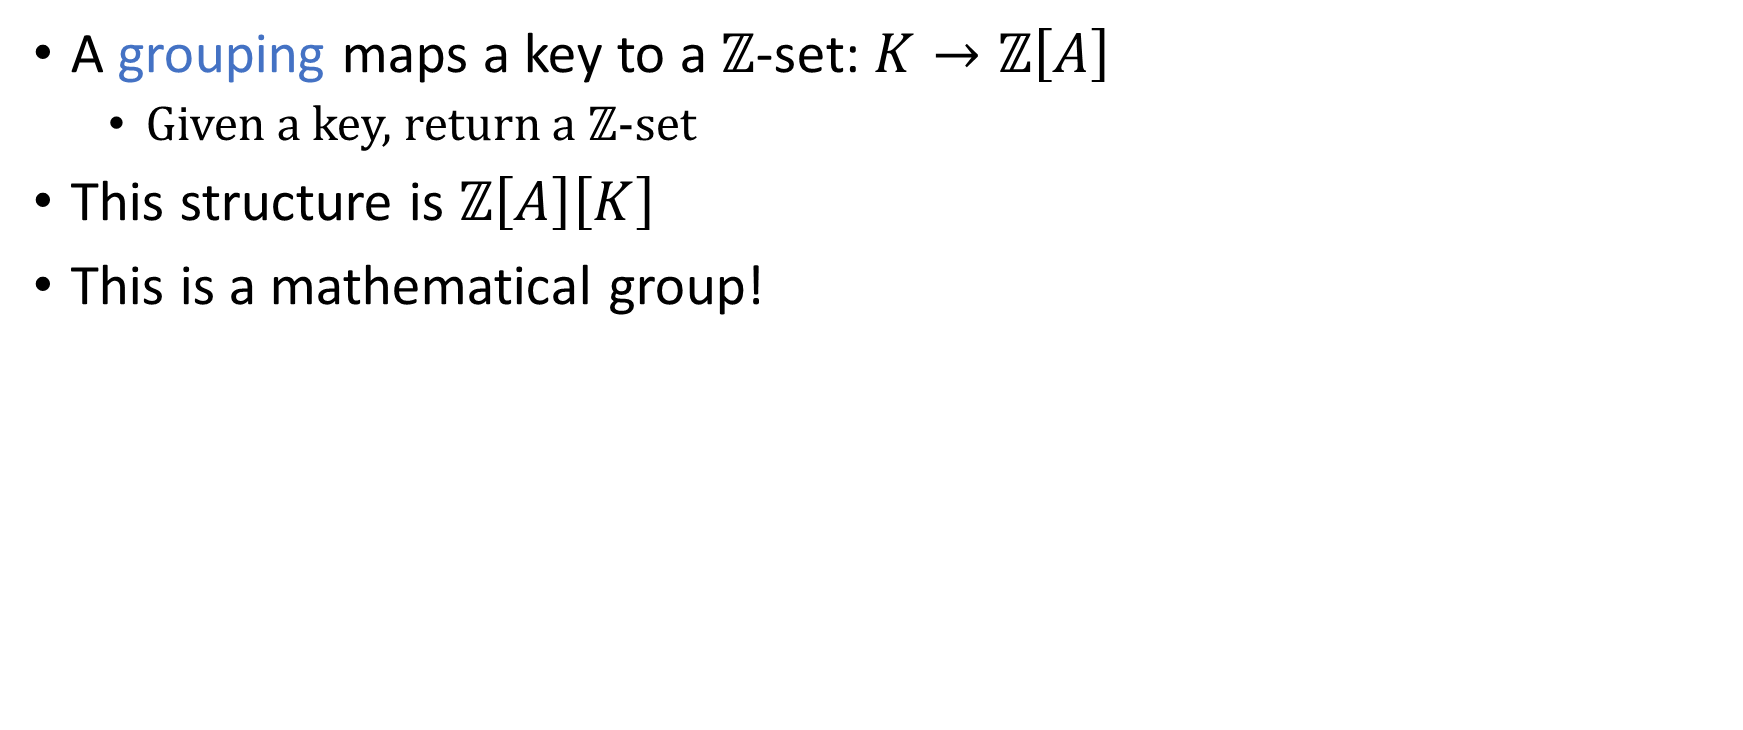 • A grouping maps a key to a ℤ-set: K → ℤ[A]
• Given a key, return a ℤ-set
• This structure is ℤ[A][K]
• This is a mathematical group!